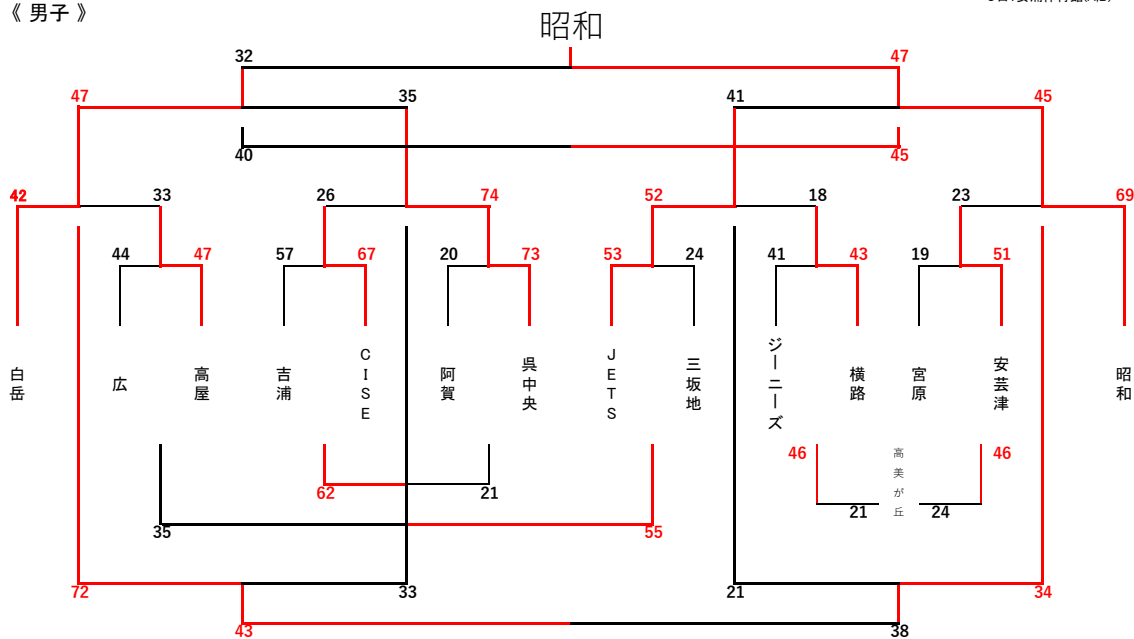 《 男子 》
昭和
32
47
47
35
41
45
40
45
42
33
26
74
52
18
23
69
44
47
57
67
20
73
53
24
41
43
19
51
白岳
広
高屋
吉浦
CISE
阿賀
呉中央
JETS
三坂地
ジーニーズ
横路
宮原
安芸津
昭和
46
高美が丘
46
62
21
21
24
35
55
72
33
21
34
43
38